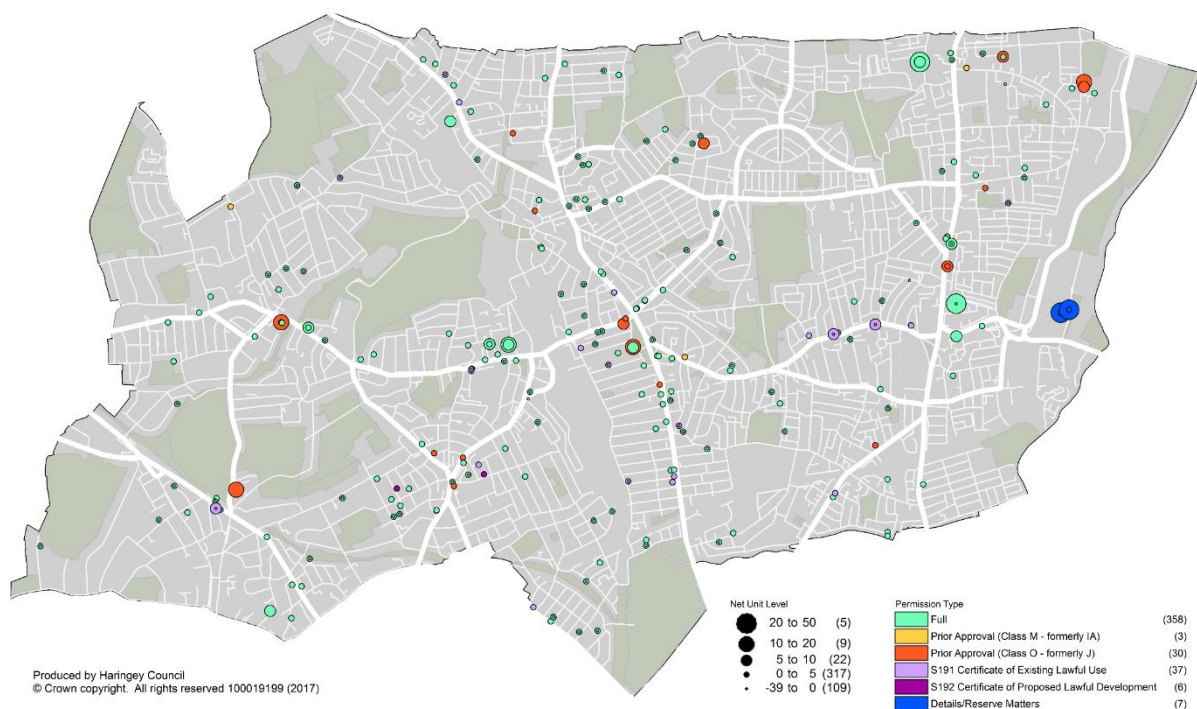 Produced by Haringey Council
© Crown copyright. All rights reserved 100019199 (2017)
Net Unit Level
20 to 50 (5)
10 to 20 (9)
5 to 10 (22)
0 to 5 (317)
-39 to 0 (109)
Permission Type
Full (358)
Prior Approval (Class M - formerly IA) (3)
Prior Approval (Class O - formerly J) (30)
S191 Certificate of Existing Lawful Use (37)
S192 Certificate of Proposed Lawful Development (6)
Details/Reserve Matters (7)